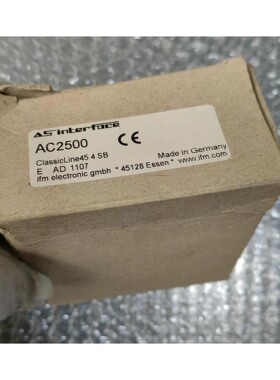 AS interface
AC2500
CE
ClassicLine45 4 SB
E AD 1107
Made in Germany
ifm electronic gmbh * 45128 Essen * www.ifm.com